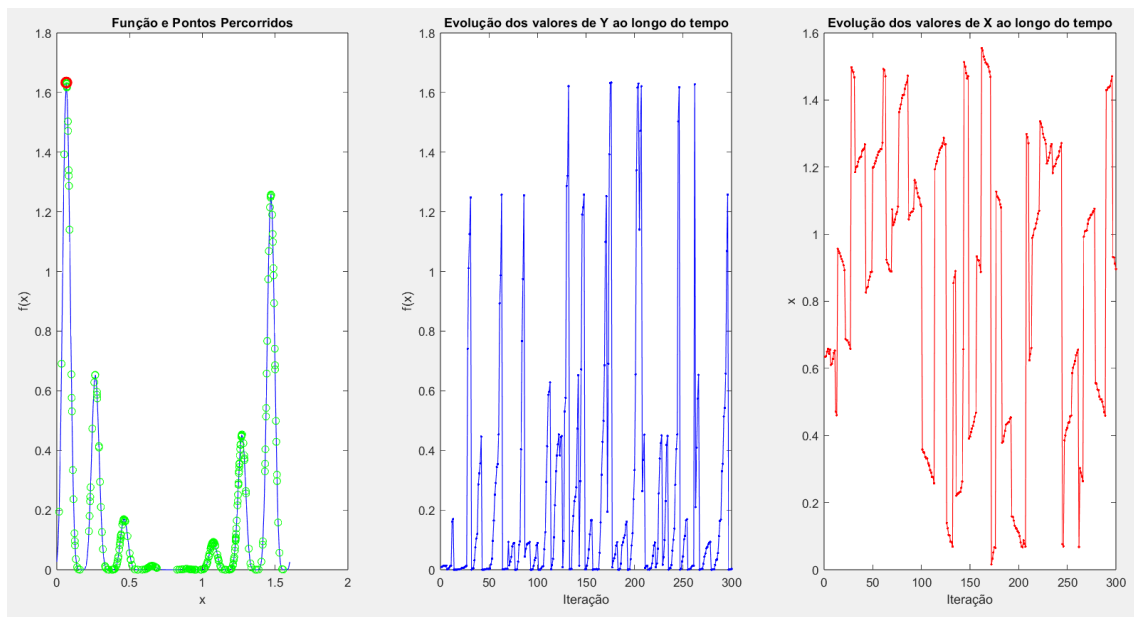 Função e Pontos Percorridos
1.8
1.6
1.4
1.2
1
0.8
0.6
0.4
0.2
0
f(x)
0 0.5 1 1.5 2
x
Evolução dos valores de Y ao longo do tempo
1.8
1.6
1.4
1.2
1
0.8
0.6
0.4
0.2
0
f(x)
0 50 100 150 200 250 300
Iteração
Evolução dos valores de X ao longo do tempo
1.6
1.4
1.2
1
0.8
0.6
0.4
0.2
0
x
0 50 100 150 200 250 300
Iteração